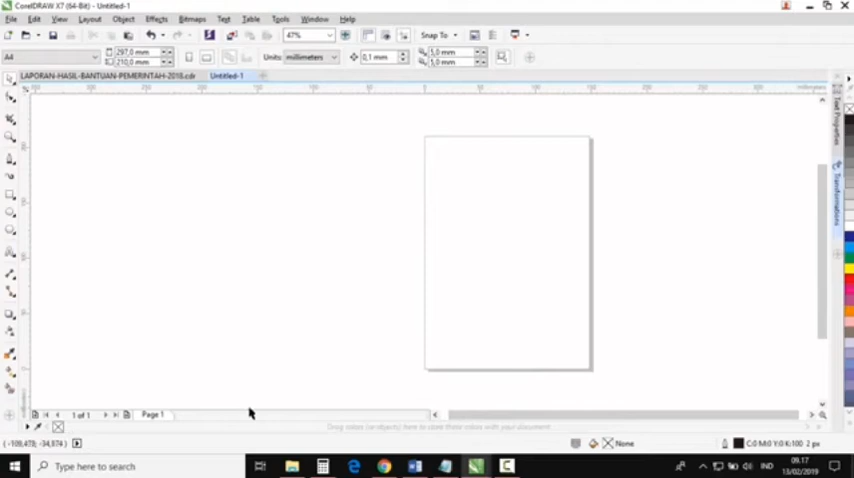 CorelDRAW X7 (64-Bit) - Untitled-1
File Edit View Layout Object Effects Bitmaps Text Table Tools Window Help
47% Snap To
A4 297,0 mm 210,0 mm Units: millimeters 0,1 mm 5,0 mm 5,0 mm
LAPORAN-HASIL-BANTUAN-PEMERINTAH-2018.cdr Untitled-1
millimeters
Text Properties
Transformations
1 of 1 Page 1
Drag colors (or objects) here to store these colors with your document
None C:0 M:0 Y:0 K:100 2 px
Type here to search IND 09.17
13/02/2019